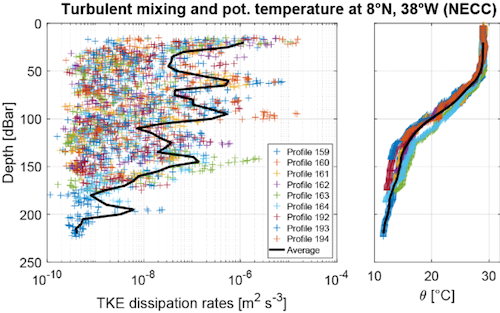 Turbulent mixing and pot. temperature at 8°N, 38°W (NECC)
0
50
100
150
200
250
Depth [dBar]
10⁻¹⁰ 10⁻⁸ 10⁻⁶ 10⁻⁴
TKE dissipation rates [m² s⁻³]
Profile 159
Profile 160
Profile 161
Profile 162
Profile 163
Profile 164
Profile 192
Profile 193
Profile 194
Average
10 20 30
θ [°C]